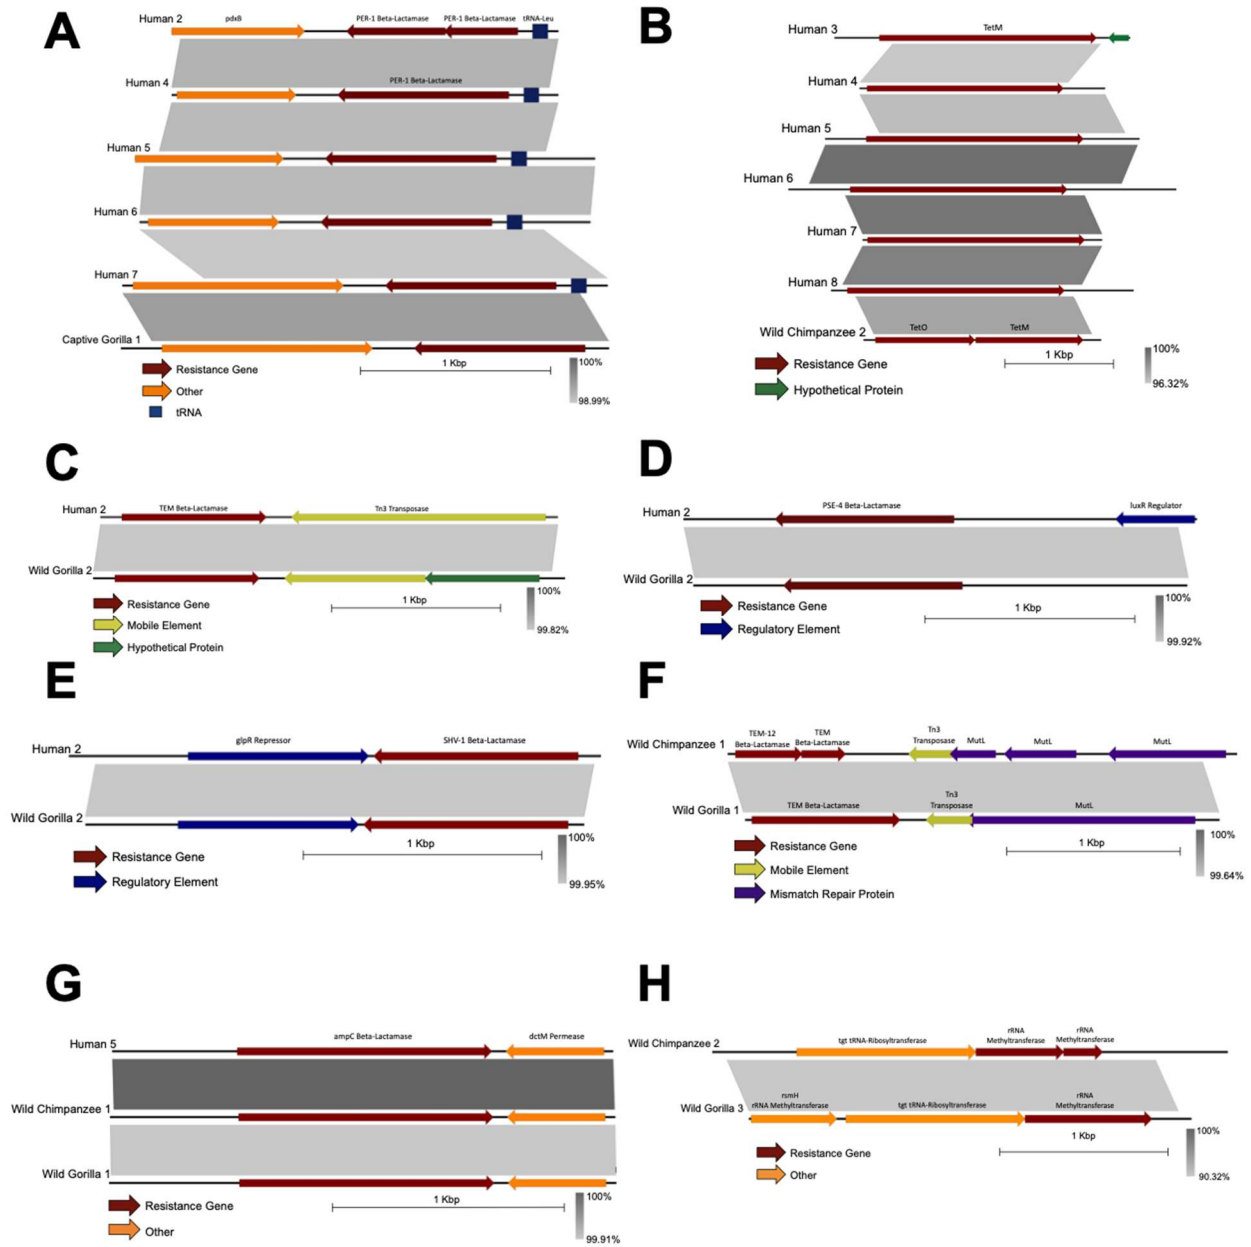 A
Human 2
pdxB
PER-1 Beta-Lactamase
PER-1 Beta-Lactamase
tRNA-Leu
Human 4
PER-1 Beta-Lactamase
Human 5
Human 6
Human 7
Captive Gorilla 1
Resistance Gene
Other
tRNA
1 Kbp
100%
98.99%
B
Human 3
TetM
Human 4
Human 5
Human 6
Human 7
Human 8
Wild Chimpanzee 2
TetO
TetM
Resistance Gene
Hypothetical Protein
1 Kbp
100%
96.32%
C
Human 2
TEM Beta-Lactamase
Tn3 Transposase
Wild Gorilla 2
Resistance Gene
Mobile Element
Hypothetical Protein
1 Kbp
100%
99.82%
D
Human 2
PSE-4 Beta-Lactamase
luxR Regulator
Wild Gorilla 2
Resistance Gene
Regulatory Element
1 Kbp
100%
99.92%
E
Human 2
glpR Repressor
SHV-1 Beta-Lactamase
Wild Gorilla 2
Resistance Gene
Regulatory Element
1 Kbp
100%
99.95%
F
Wild Chimpanzee 1
TEM-12
Beta-Lactamase
TEM
Beta-Lactamase
Tn3
Transposase
MutL
MutL
MutL
Wild Gorilla 1
TEM Beta-Lactamase
Tn3
Transposase
MutL
Resistance Gene
Mobile Element
Mismatch Repair Protein
1 Kbp
100%
99.64%
G
Human 5
ampC Beta-Lactamase
dctM Permease
Wild Chimpanzee 1
Wild Gorilla 1
Resistance Gene
Other
1 Kbp
100%
99.91%
H
Wild Chimpanzee 2
tgt tRNA-Ribosyltransferase
rRNA
Methyltransferase
rRNA
Methyltransferase
Wild Gorilla 3
rsmH
rRNA Methyltransferase
tgt tRNA-Ribosyltransferase
rRNA
Methyltransferase
Resistance Gene
Other
1 Kbp
100%
90.32%